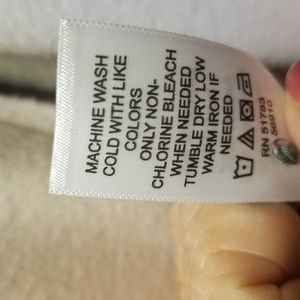 MACHINE WASH
COLD WITH LIKE
COLORS
ONLY NON-
CHLORINE BLEACH
WHEN NEEDED
TUMBLE DRY LOW
WARM IRON IF
NEEDED
RN 51783
56910